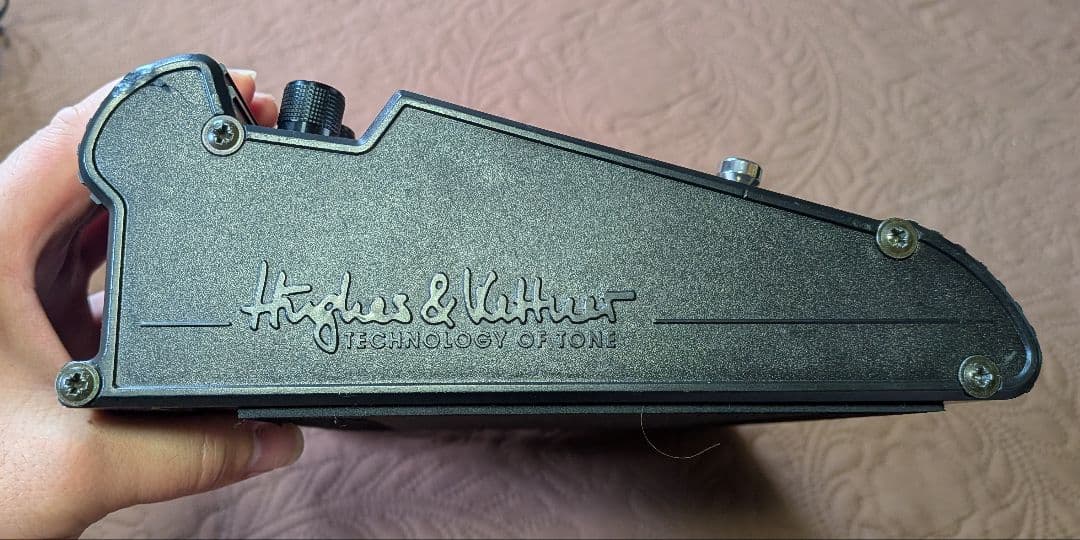 Hughes & Kettner
TECHNOLOGY OF TONE